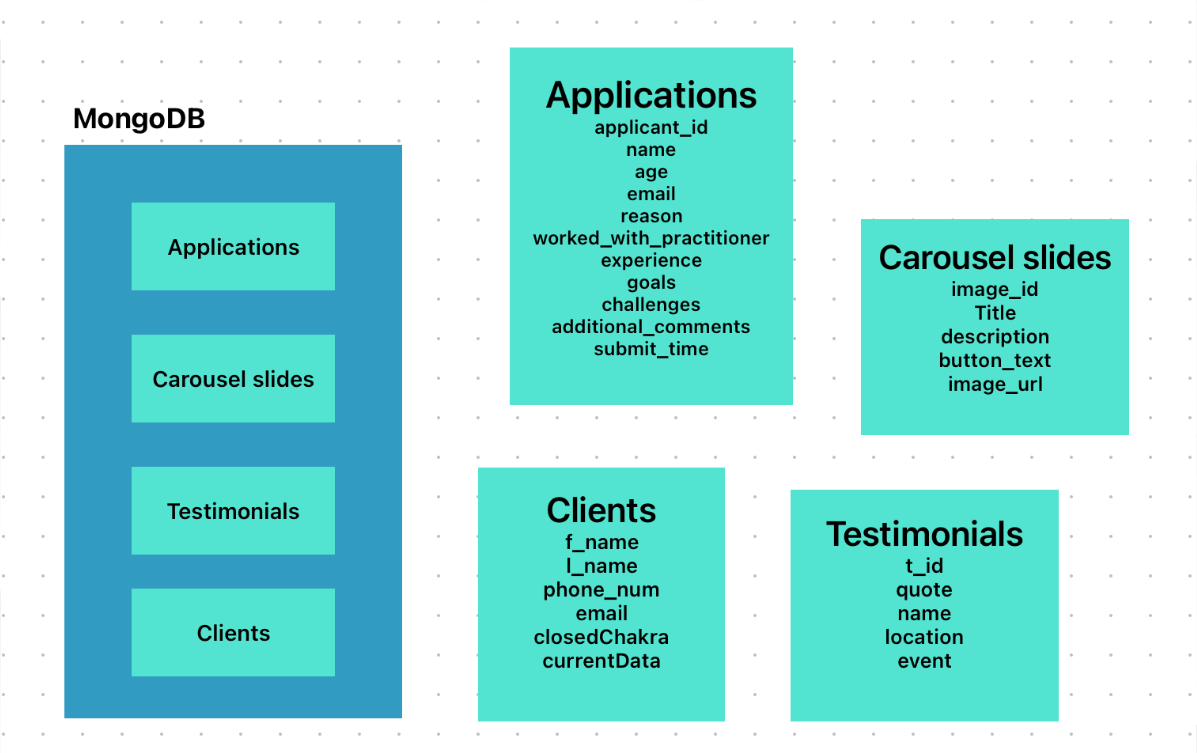 MongoDB
Applications
Carousel slides
Testimonials
Clients
Applications
applicant_id
name
age
email
reason
worked_with_practitioner
experience
goals
challenges
additional_comments
submit_time
Carousel slides
image_id
Title
description
button_text
image_url
Clients
f_name
l_name
phone_num
email
closedChakra
currentData
Testimonials
t_id
quote
name
location
event